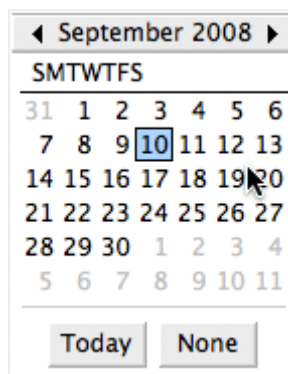 September 2008
SMTWTFS
31 1 2 3 4 5 6
7 8 9 10 11 12 13
14 15 16 17 18 19 20
21 22 23 24 25 26 27
28 29 30 1 2 3 4
5 6 7 8 9 10 11
Today None